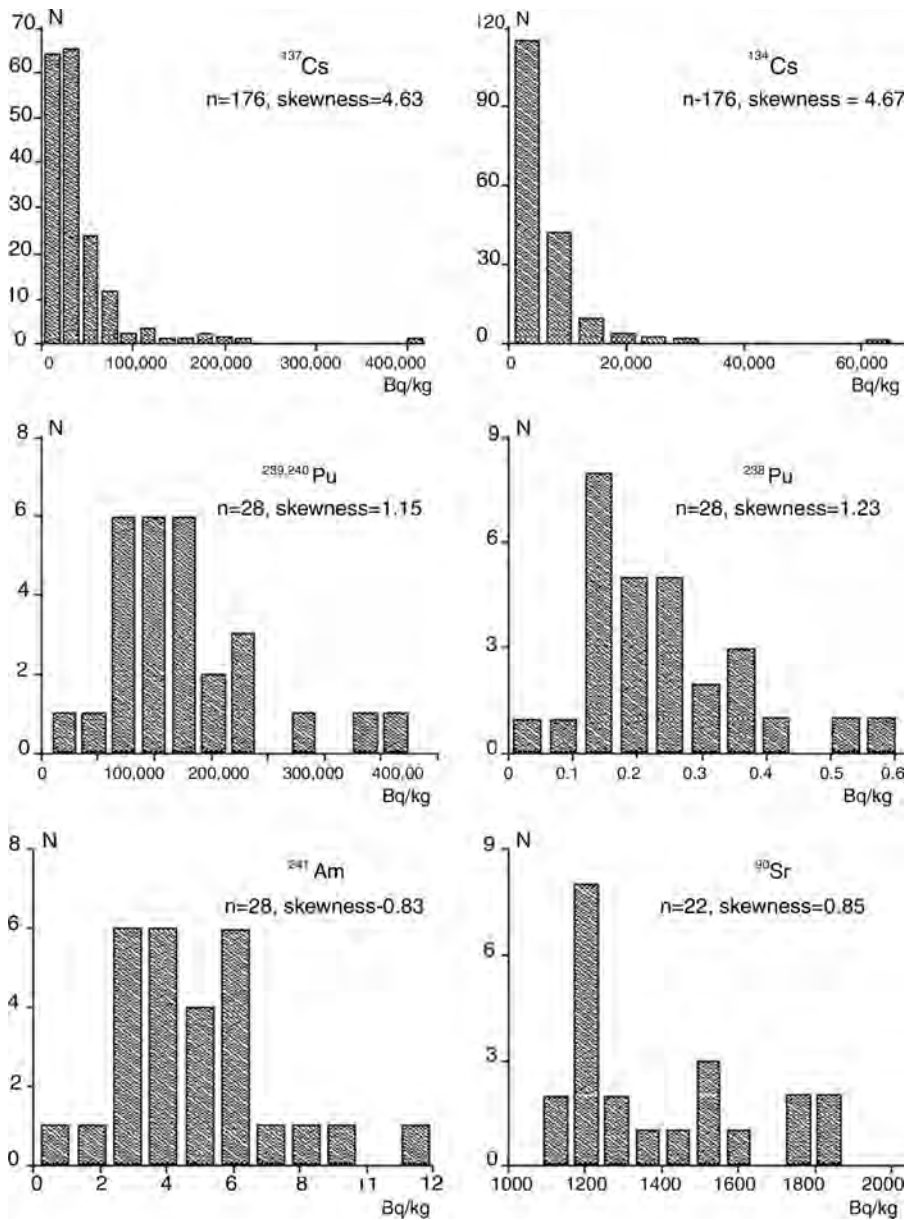 N
70
60
50
40
30
20
10
0
137Cs
n=176, skewness=4.63
0 100,000 200,000 300,000 400,000
Bq/kg
N
120
90
60
30
0
134Cs
n-176, skewness = 4.67
0 20,000 40,000 60,000
Bq/kg
N
8
6
4
2
0
239,240Pu
n=28, skewness=1.15
0 100,000 200,000 300,000 400,00
Bq/kg
N
9
6
3
0
238Pu
n=28, skewness=1.23
0 0.1 0.2 0.3 0.4 0.5 0.6
Bq/kg
N
8
6
4
1
0
241Am
n=28, skewness-0.83
0 2 4 6 8 11 12
Bq/kg
N
9
6
3
0
90Sr
n=22, skewness=0.85
1000 1200 1400 1600 1800 2000
Bq/kg